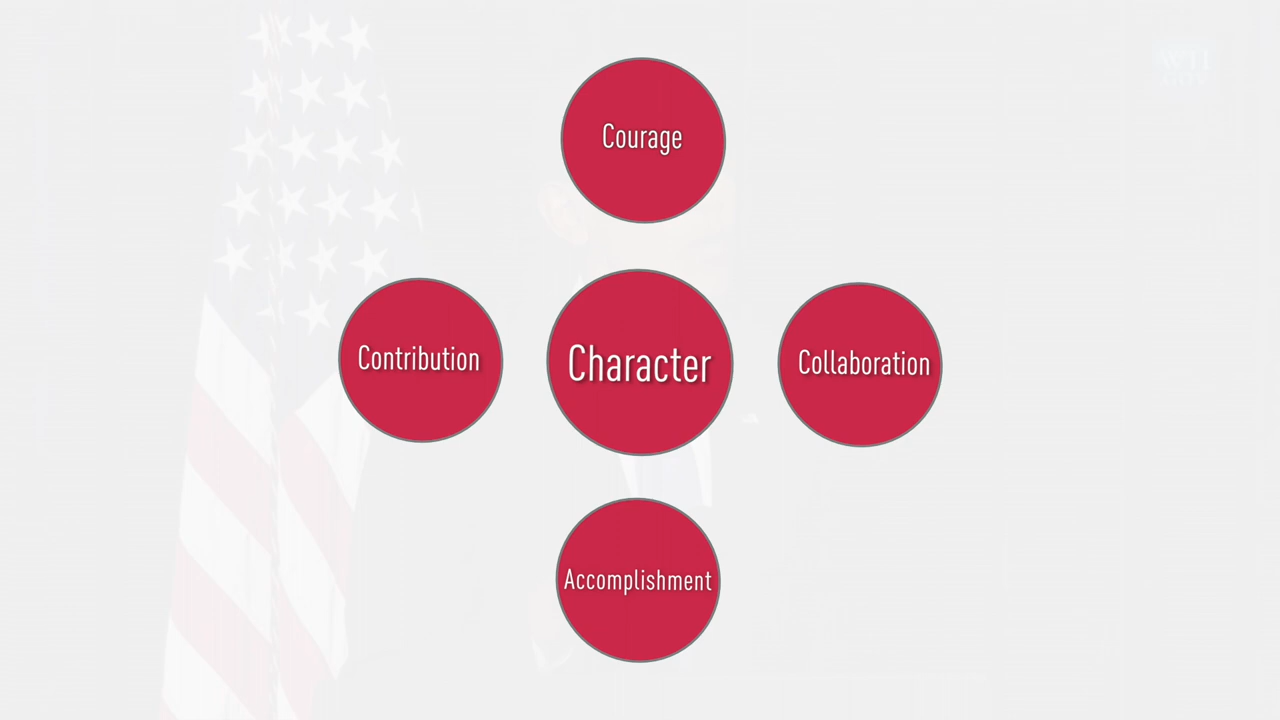 Courage
Contribution
Character
Collaboration
Accomplishment